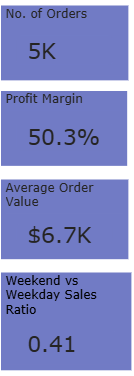 No. of Orders
5K
Profit Margin
50.3%
Average Order
Value
$6.7K
Weekend vs
Weekday Sales
Ratio
0.41